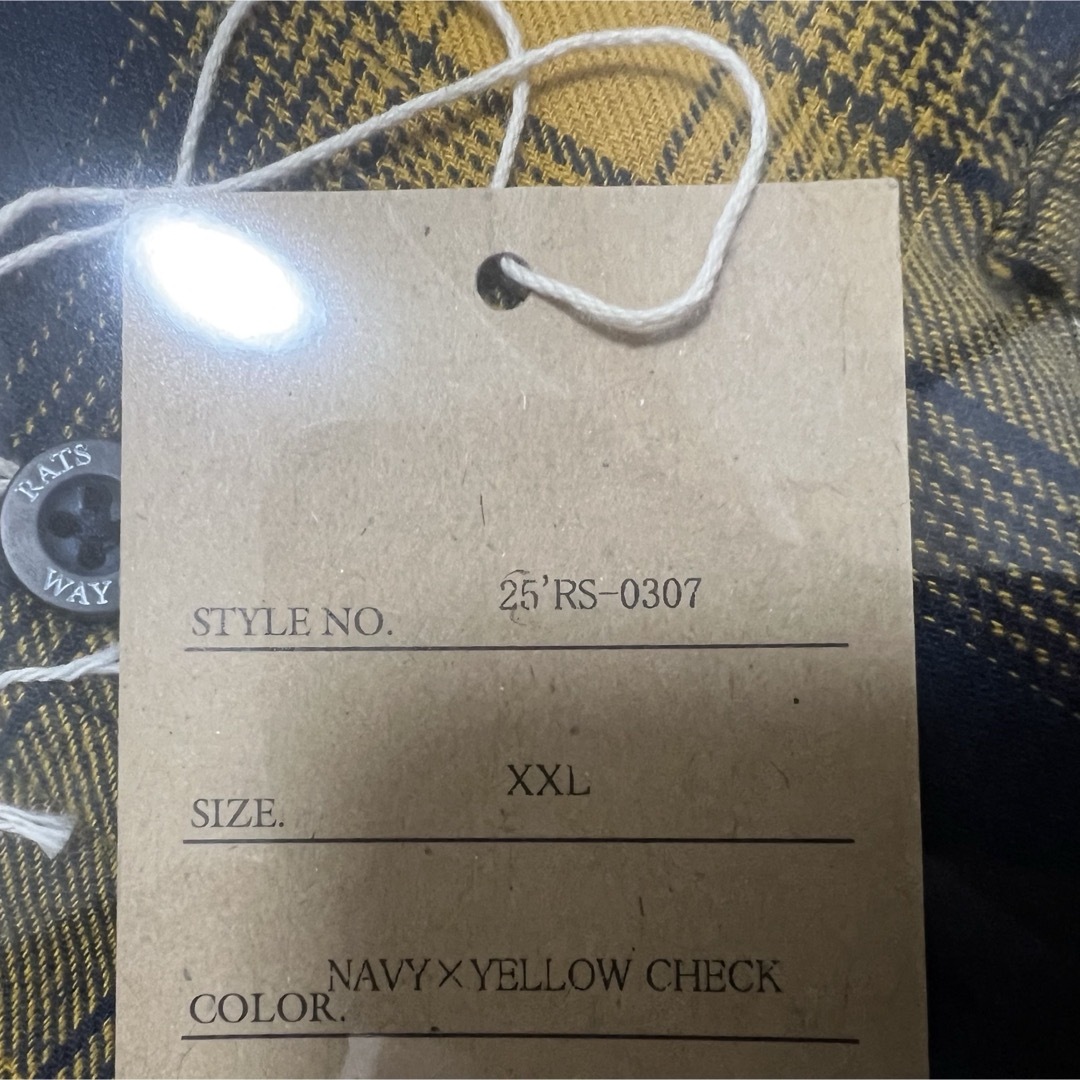 RATS
WAY
STYLE NO. 25'RS-0307
SIZE. XXL
COLOR. NAVY×YELLOW CHECK